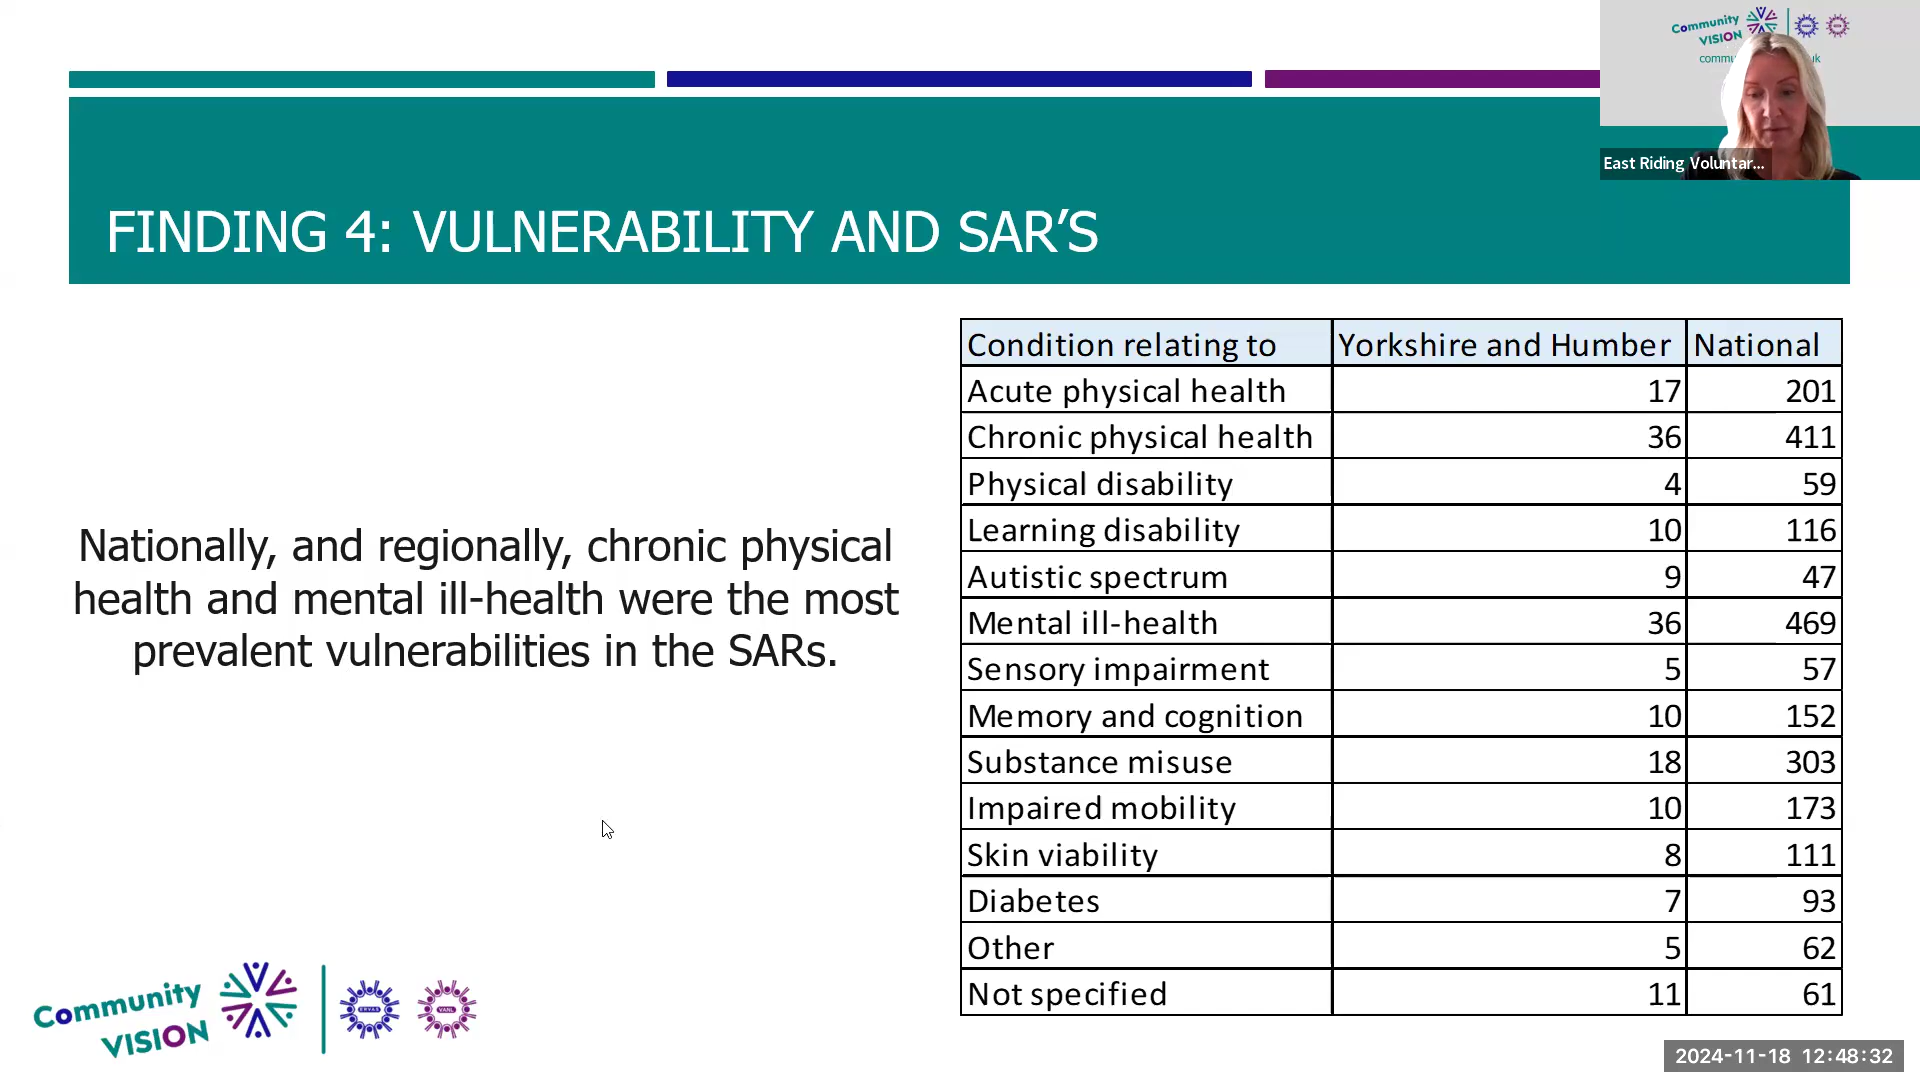 Community
VISION
East Riding Voluntar...
FINDING 4: VULNERABILITY AND SAR’S
Nationally, and regionally, chronic physical
health and mental ill-health were the most
prevalent vulnerabilities in the SARs.
Condition relating to Yorkshire and Humber National
Acute physical health 17 201
Chronic physical health 36 411
Physical disability 4 59
Learning disability 10 116
Autistic spectrum 9 47
Mental ill-health 36 469
Sensory impairment 5 57
Memory and cognition 10 152
Substance misuse 18 303
Impaired mobility 10 173
Skin viability 8 111
Diabetes 7 93
Other 5 62
Not specified 11 61
Community
VISION
ERVAS
VANL
2024-11-18 12:48:32